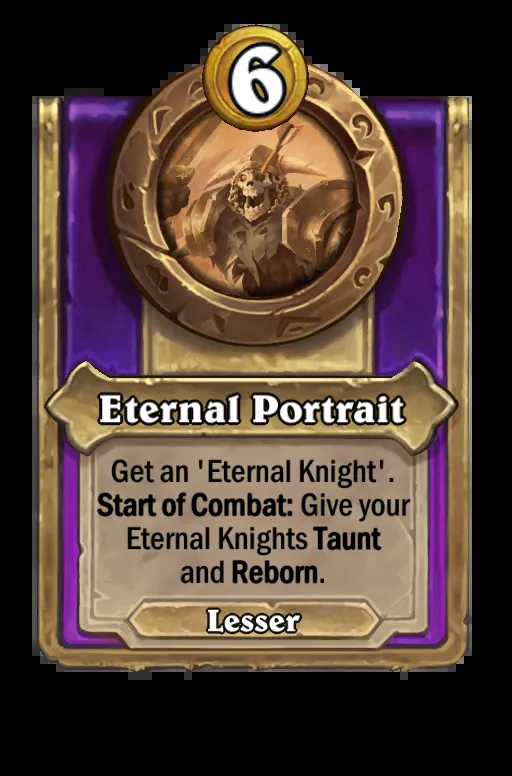 6
Eternal Portrait
Get an 'Eternal Knight'.
Start of Combat: Give your
Eternal Knights Taunt
and Reborn.
Lesser